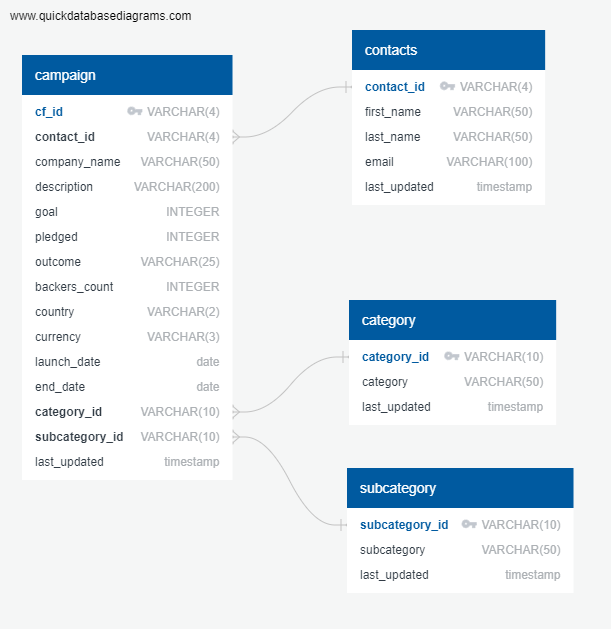 www.quickdatabasediagrams.com
campaign
cf_id VARCHAR(4)
contact_id VARCHAR(4)
company_name VARCHAR(50)
description VARCHAR(200)
goal INTEGER
pledged INTEGER
outcome VARCHAR(25)
backers_count INTEGER
country VARCHAR(2)
currency VARCHAR(3)
launch_date date
end_date date
category_id VARCHAR(10)
subcategory_id VARCHAR(10)
last_updated timestamp
contacts
contact_id VARCHAR(4)
first_name VARCHAR(50)
last_name VARCHAR(50)
email VARCHAR(100)
last_updated timestamp
category
category_id VARCHAR(10)
category VARCHAR(50)
last_updated timestamp
subcategory
subcategory_id VARCHAR(10)
subcategory VARCHAR(50)
last_updated timestamp